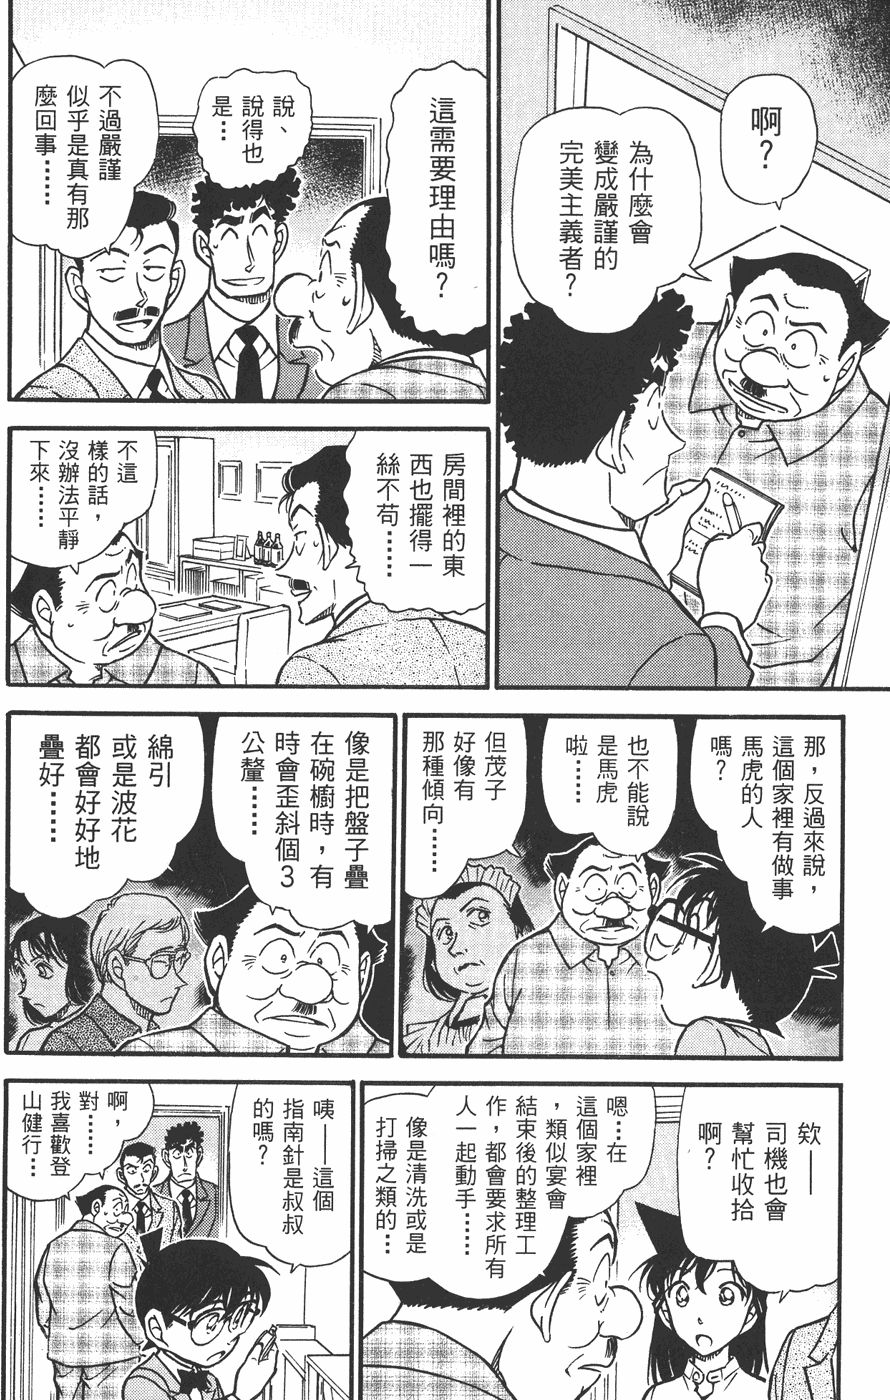 啊?
為什麼會
變成嚴謹的
完美主義者?
這需要理由嗎?
說、
說得也
是…
不過嚴謹
似乎是真有那
麼回事……
房間裡的東
西也擺得一
絲不苟……
不這
樣的話,
沒辦法平靜
下來……
那,反過來說,
這個家裡有做事
馬虎的人
嗎?
也不能說
是馬虎
啦……
但茂子
好像有
那種傾向……
像是把盤子疊
在碗櫥時,有
時會歪斜個3
公釐……
綿引
或是波花
都會好好地
疊好……
欸——
司機也會
幫忙收拾
啊?
嗯…在
這個家裡
,類似宴會
結束後的整理工
作,都會要求所有
人一起動手……
像是清洗或是
打掃之類的…
咦——這個
指南針是叔叔
的嗎?
啊,
對……
我喜歡登
山健行…